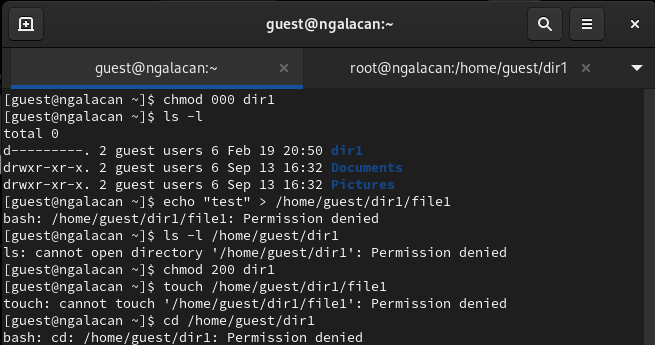 guest@ngalacan:~
guest@ngalacan:~
root@ngalacan:/home/guest/dir1
[guest@ngalacan ~]$ chmod 000 dir1
[guest@ngalacan ~]$ ls -l
total 0
d---------. 2 guest users 6 Feb 19 20:50 dir1
drwxr-xr-x. 2 guest users 6 Sep 13 16:32 Documents
drwxr-xr-x. 2 guest users 6 Sep 13 16:32 Pictures
[guest@ngalacan ~]$ echo "test" > /home/guest/dir1/file1
bash: /home/guest/dir1/file1: Permission denied
[guest@ngalacan ~]$ ls -l /home/guest/dir1
ls: cannot open directory '/home/guest/dir1': Permission denied
[guest@ngalacan ~]$ chmod 200 dir1
[guest@ngalacan ~]$ touch /home/guest/dir1/file1
touch: cannot touch '/home/guest/dir1/file1': Permission denied
[guest@ngalacan ~]$ cd /home/guest/dir1
bash: cd: /home/guest/dir1: Permission denied